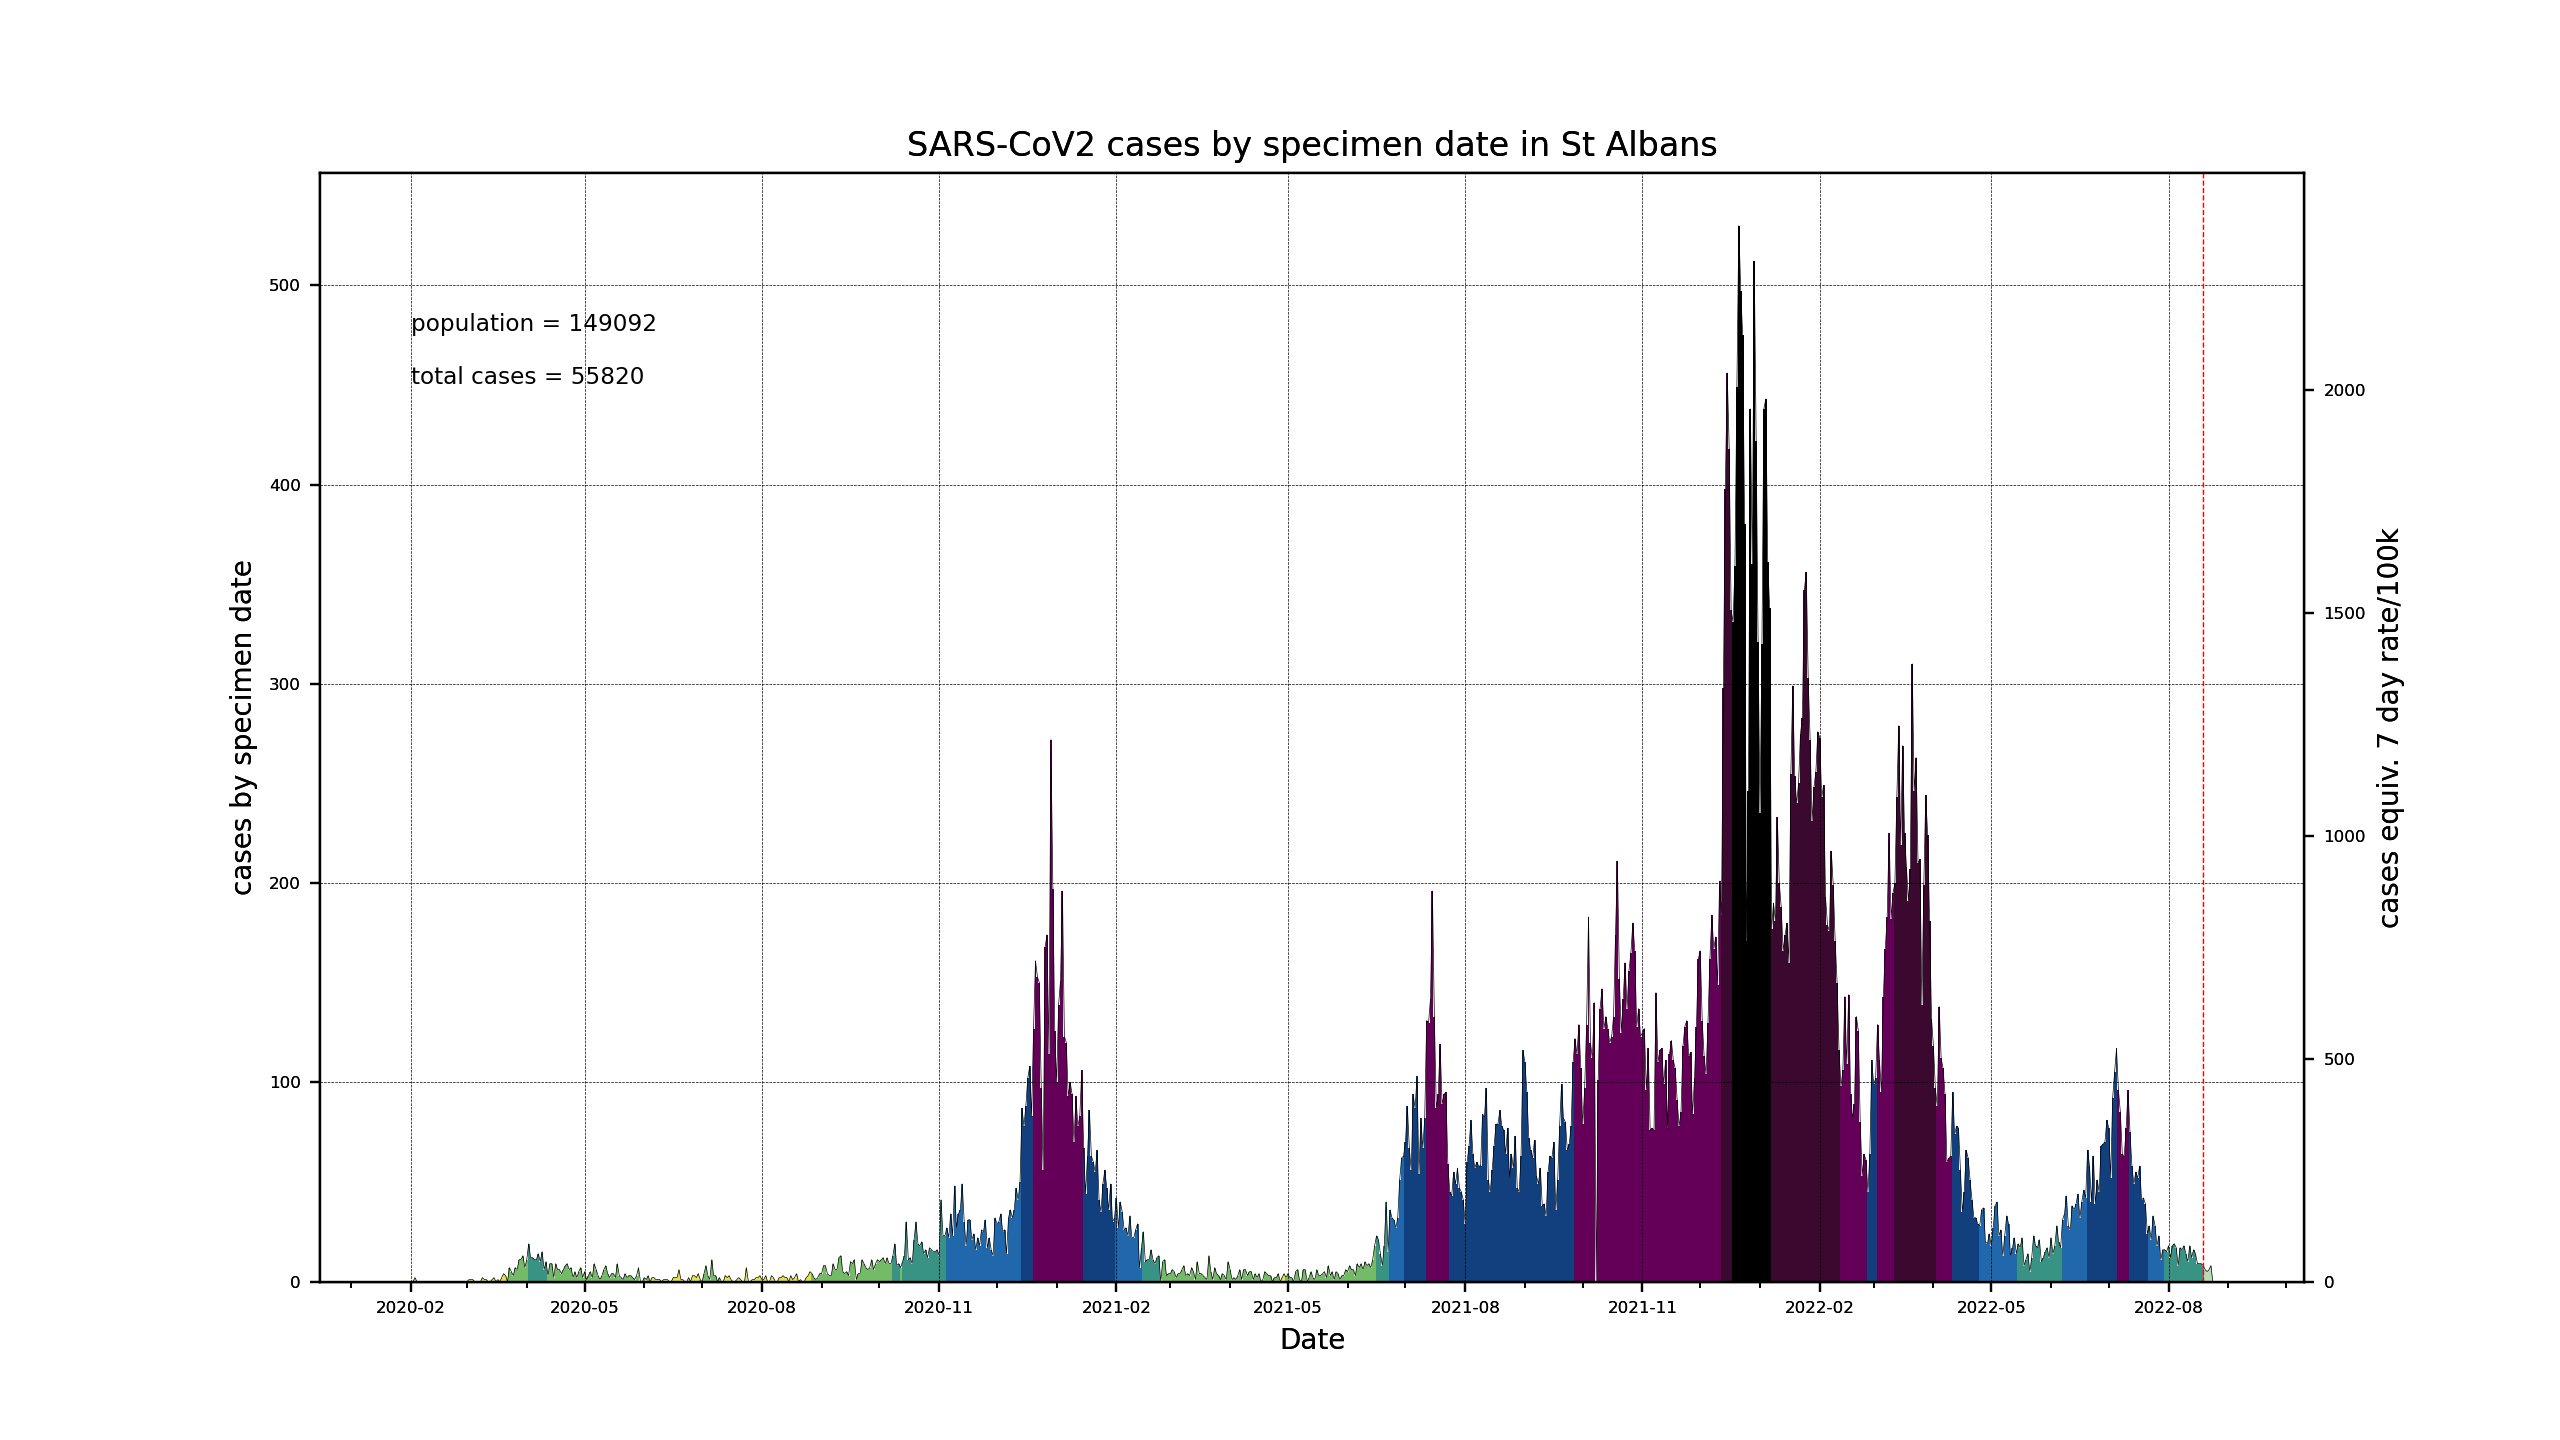 SARS-CoV2 cases by specimen date in St Albans
population = 149092
total cases = 55820
cases by specimen date
500
400
300
200
100
0
2000
1500
1000
500
0
cases equiv. 7 day rate/100k
2020-02 2020-05 2020-08 2020-11 2021-02 2021-05 2021-08 2021-11 2022-02 2022-05 2022-08
Date